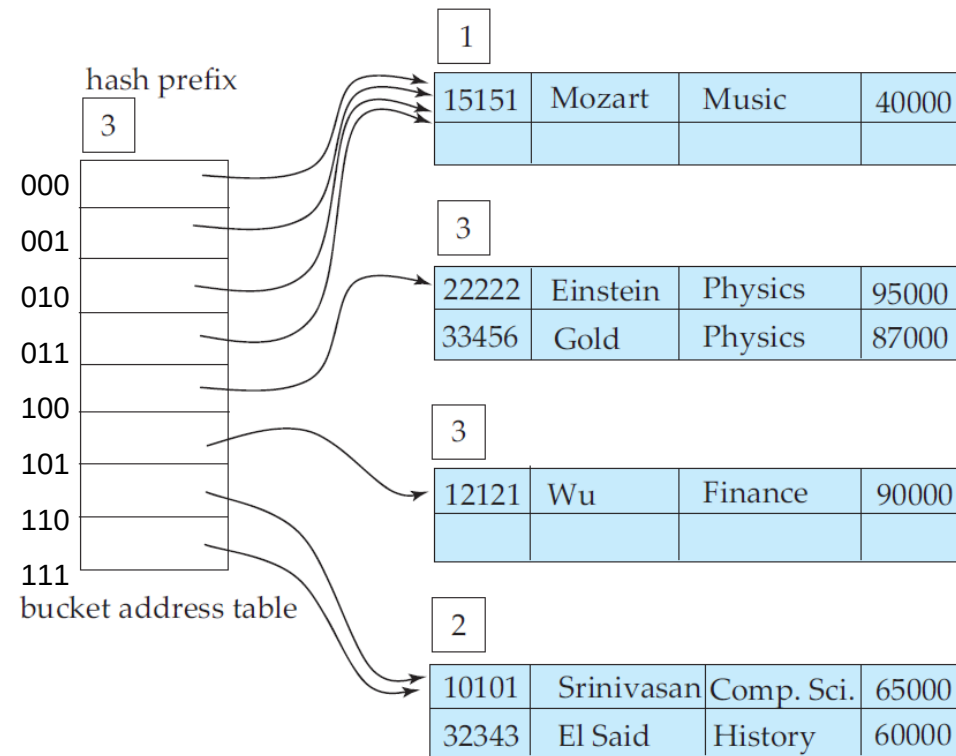 hash prefix
3
000
001
010
011
100
101
110
111
bucket address table
1
15151 Mozart Music 40000
3
22222 Einstein Physics 95000
33456 Gold Physics 87000
3
12121 Wu Finance 90000
2
10101 Srinivasan Comp. Sci. 65000
32343 El Said History 60000